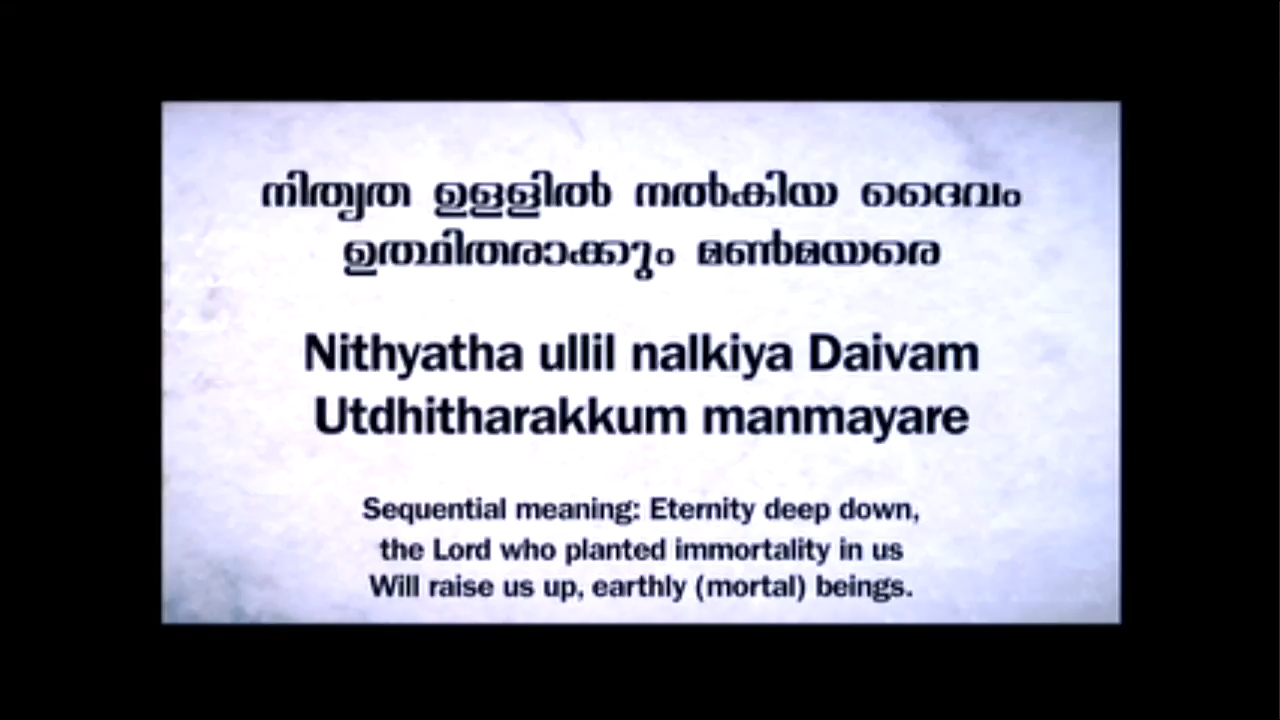 നിത്യത ഉള്ളിൽ നൽകിയ ദൈവം
ഉത്ഥിതരാക്കും മൺമയരെ
Nithyatha ullil nalkiya Daivam
Utdhitharakkum manmayare
Sequential meaning: Eternity deep down,
the Lord who planted immortality in us
Will raise us up, earthly (mortal) beings.